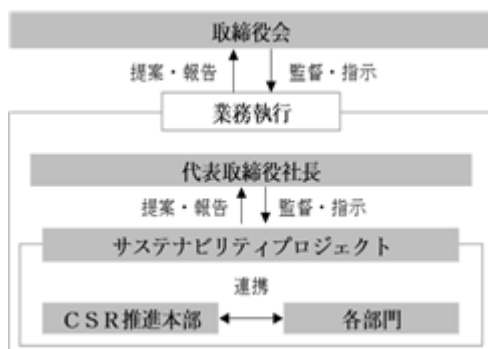 取締役会
提案・報告 監督・指示
業務執行
代表取締役社長
提案・報告 監督・指示
サステナビリティプロジェクト
連携
CSR推進本部 各部門